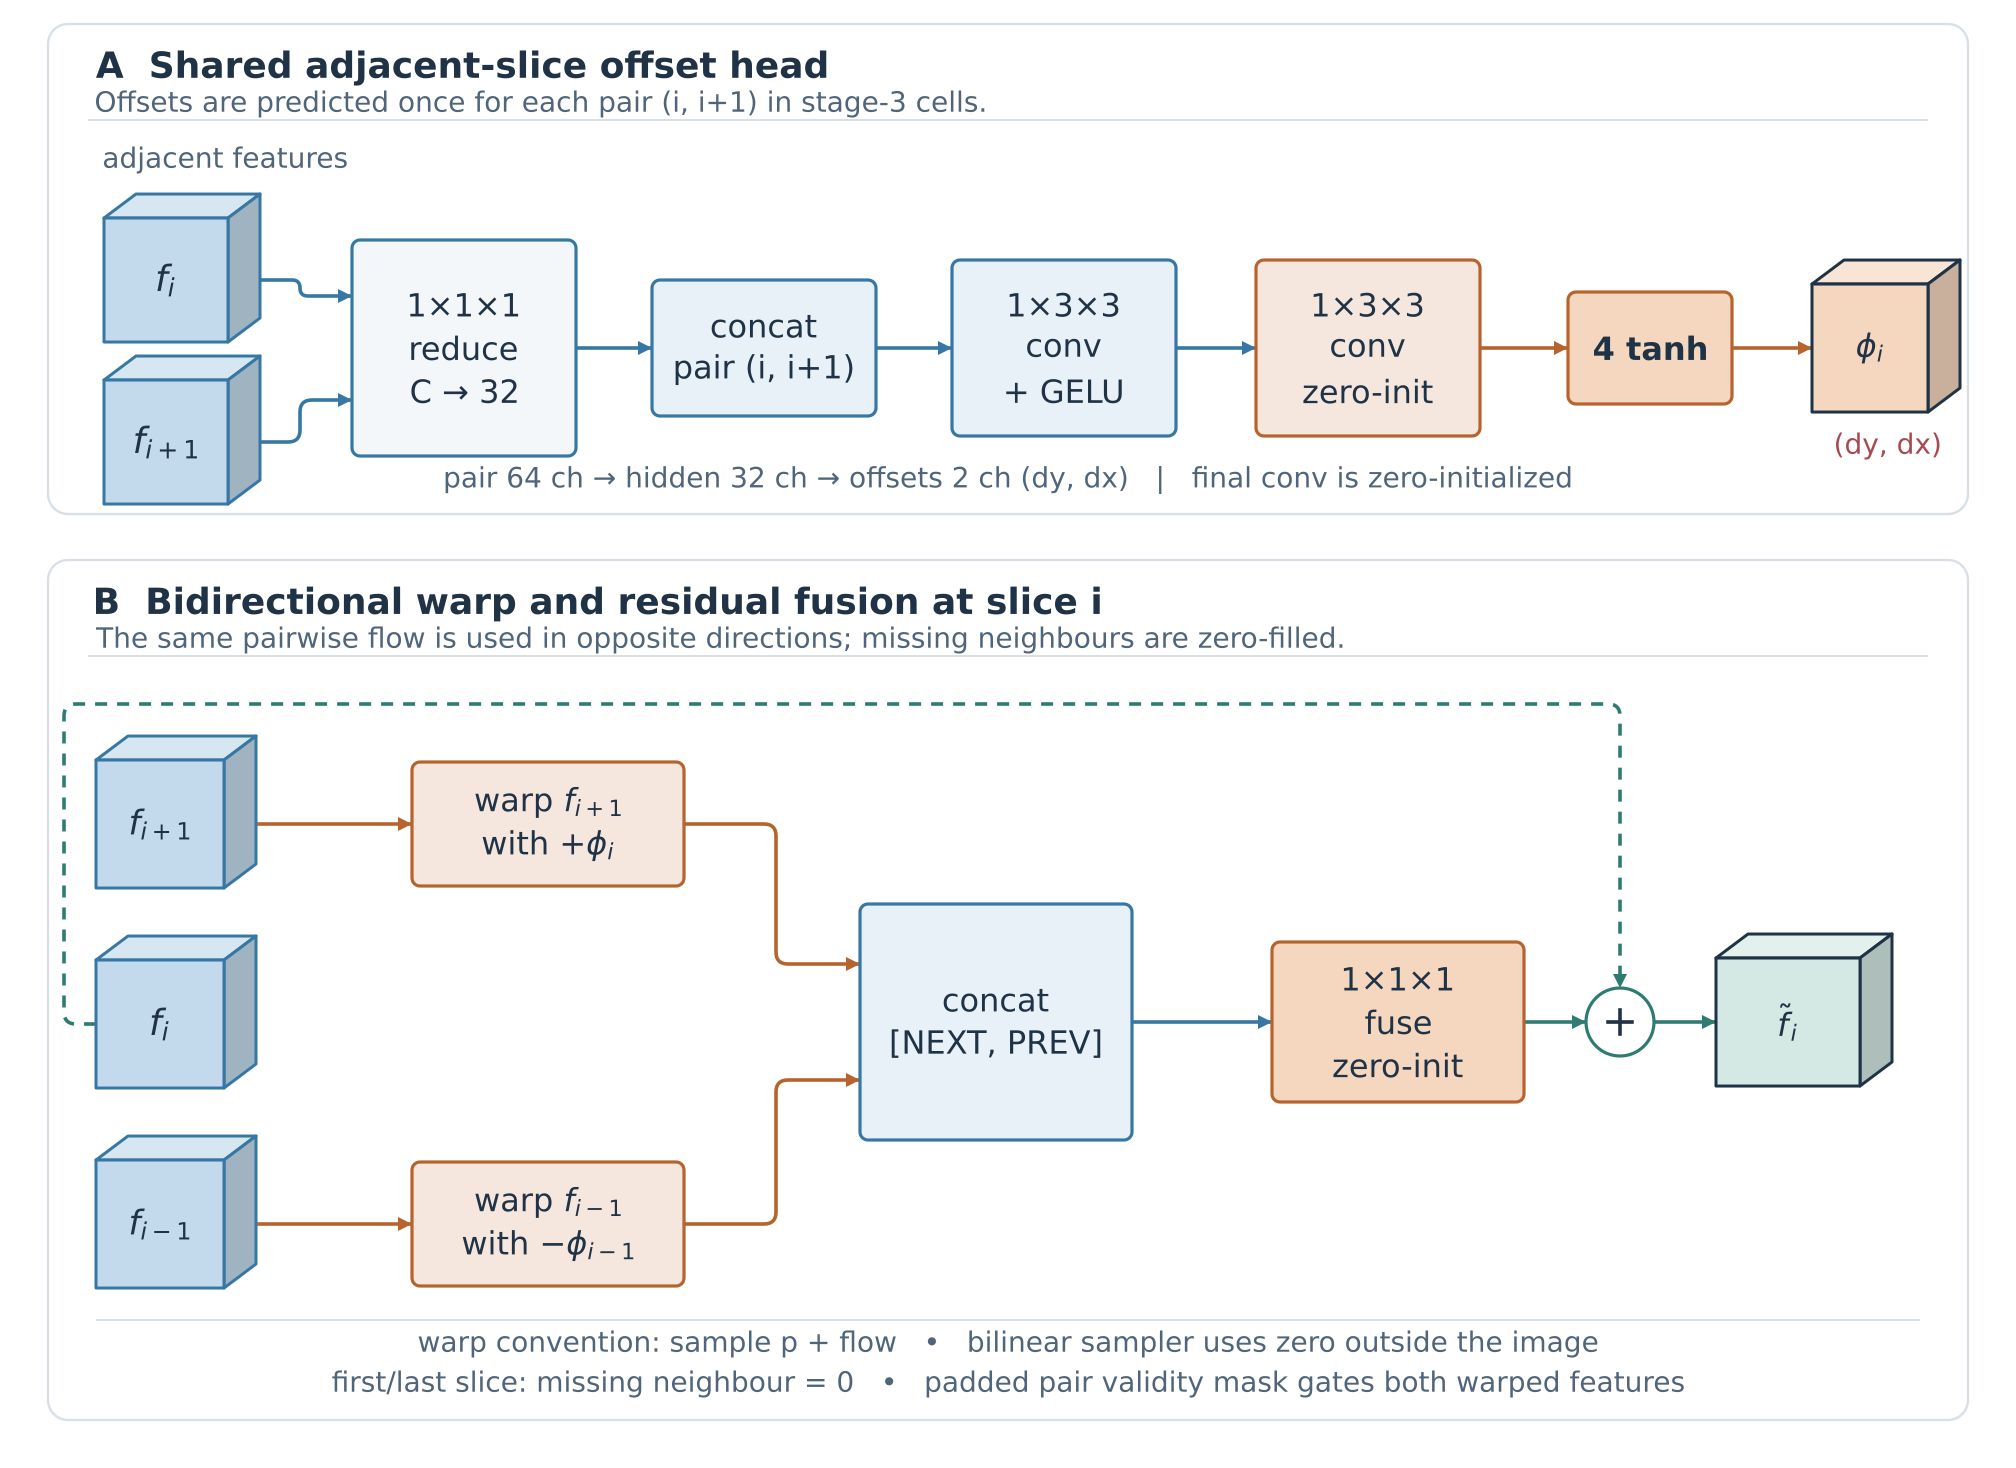 A Shared adjacent-slice offset head
Offsets are predicted once for each pair (i, i+1) in stage-3 cells.
adjacent features
f_i
f_{i+1}
1×1×1
reduce
C → 32
concat
pair (i, i+1)
1×3×3
conv
+ GELU
1×3×3
conv
zero-init
4 tanh
ϕ_i
(dy, dx)
pair 64 ch → hidden 32 ch → offsets 2 ch (dy, dx) | final conv is zero-initialized
B Bidirectional warp and residual fusion at slice i
The same pairwise flow is used in opposite directions; missing neighbours are zero-filled.
f_{i+1}
warp f_{i+1}
with +ϕ_i
f_i
concat
[NEXT, PREV]
1×1×1
fuse
zero-init
+
f̃_i
f_{i−1}
warp f_{i−1}
with −ϕ_{i−1}
warp convention: sample p + flow • bilinear sampler uses zero outside the image
first/last slice: missing neighbour = 0 • padded pair validity mask gates both warped features